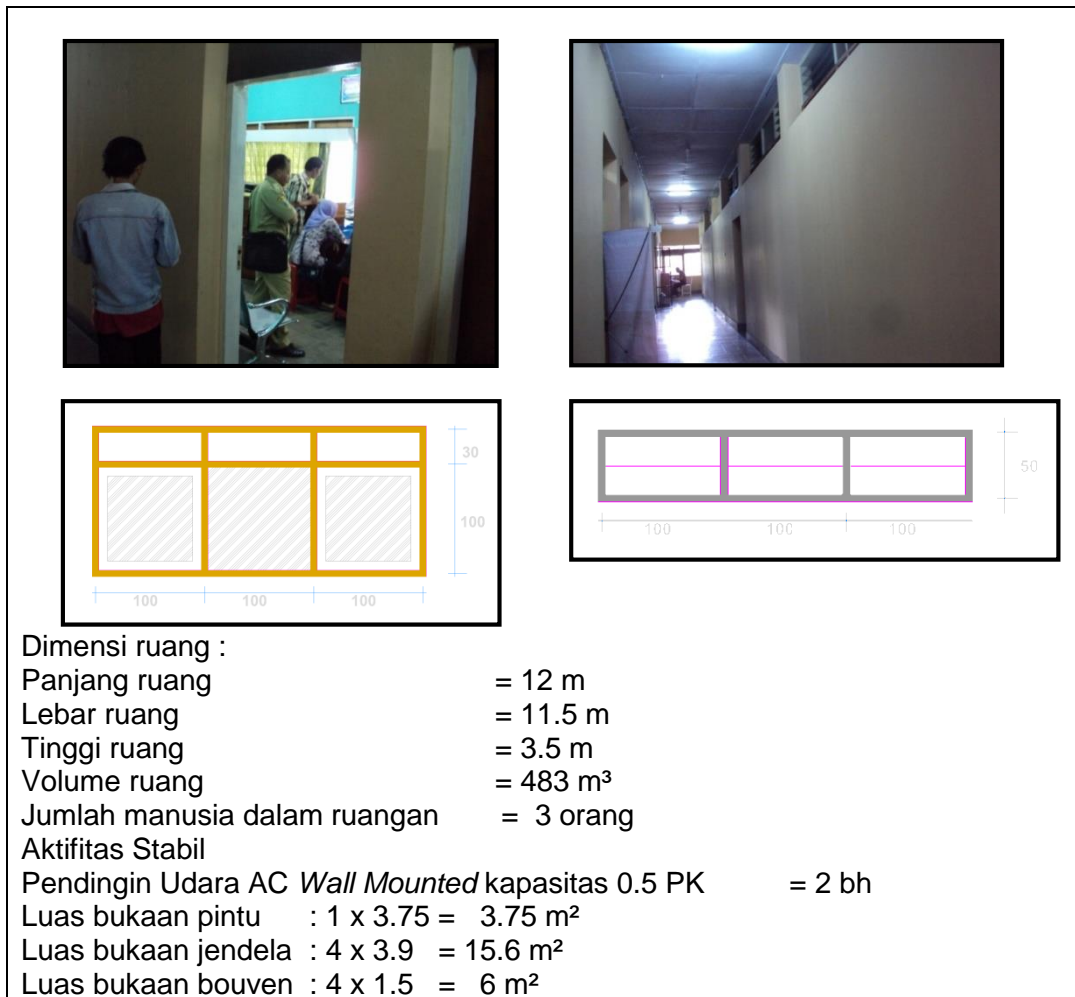 30
100
100 100 100
50
100 100 100
Dimensi ruang :
Panjang ruang = 12 m
Lebar ruang = 11.5 m
Tinggi ruang = 3.5 m
Volume ruang = 483 m³
Jumlah manusia dalam ruangan = 3 orang
Aktifitas Stabil
Pendingin Udara AC Wall Mounted kapasitas 0.5 PK = 2 bh
Luas bukaan pintu : 1 x 3.75 = 3.75 m²
Luas bukaan jendela : 4 x 3.9 = 15.6 m²
Luas bukaan bouven : 4 x 1.5 = 6 m²